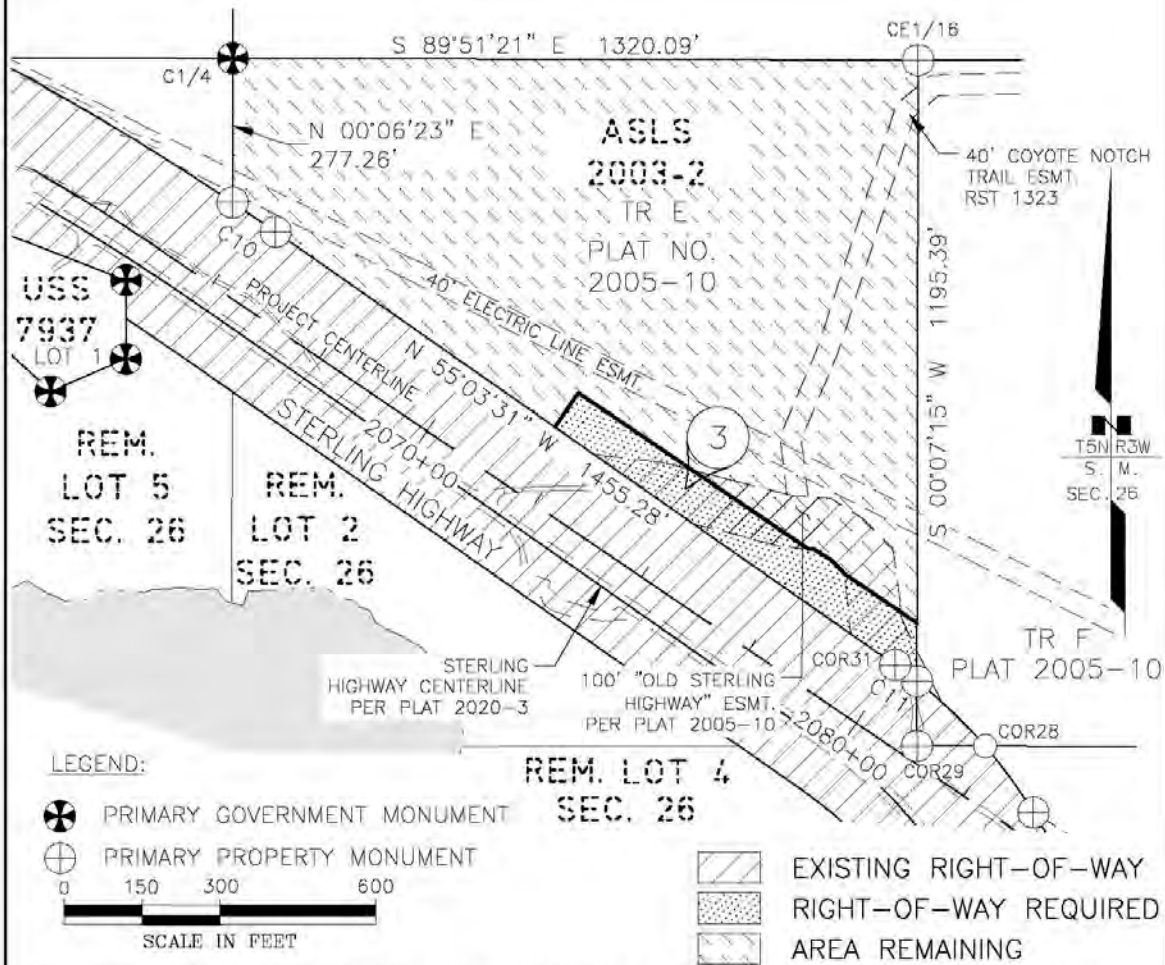 S 89°51'21" E 1320.09'
CE1/16
C1/4
N 00°06'23" E
277.26'
ASLS
2003-2
TR E
PLAT NO.
2005-10
40' COYOTE NOTCH
TRAIL ESMT
RST 1323
C10
USS
7937
LOT 1
PROJECT CENTERLINE
40' ELECTRIC LINE ESMT.
N 55°03'31" W 1455.28'
S 00°07'15" W 1195.39'
T5N R3W
S. M.
SEC. 26
3
2070+00
STERLING HIGHWAY
REM.
LOT 5
SEC. 26
REM.
LOT 2
SEC. 26
TR F
PLAT 2005-10
STERLING
HIGHWAY CENTERLINE
PER PLAT 2020-3
100' "OLD STERLING
HIGHWAY" ESMT.
PER PLAT 2005-10
COR31
C11
2080+00
COR28
COR29
REM. LOT 4
SEC. 26
LEGEND:
PRIMARY GOVERNMENT MONUMENT
PRIMARY PROPERTY MONUMENT
0 150 300 600
SCALE IN FEET
EXISTING RIGHT-OF-WAY
RIGHT-OF-WAY REQUIRED
AREA REMAINING